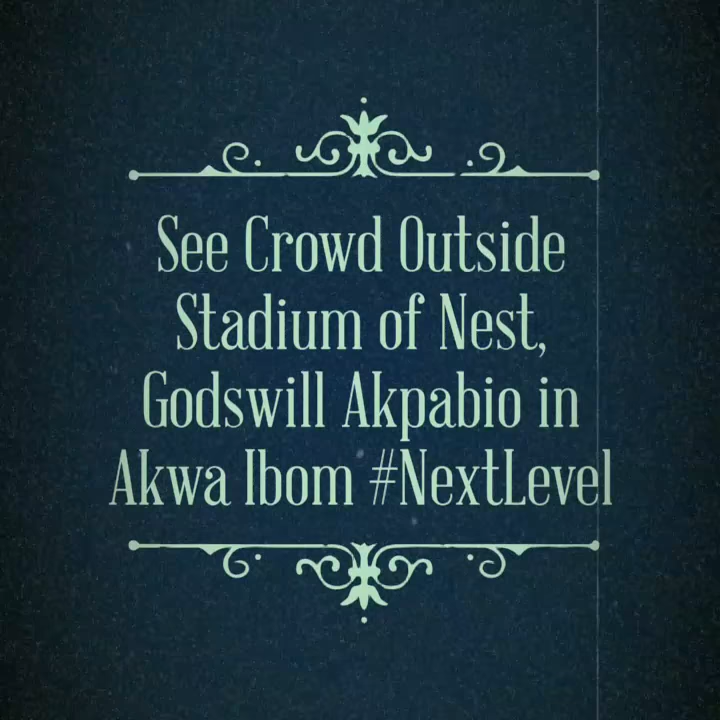 See Crowd Outside
Stadium of Nest,
Godswill Akpabio in
Akwa Ibom #NextLevel